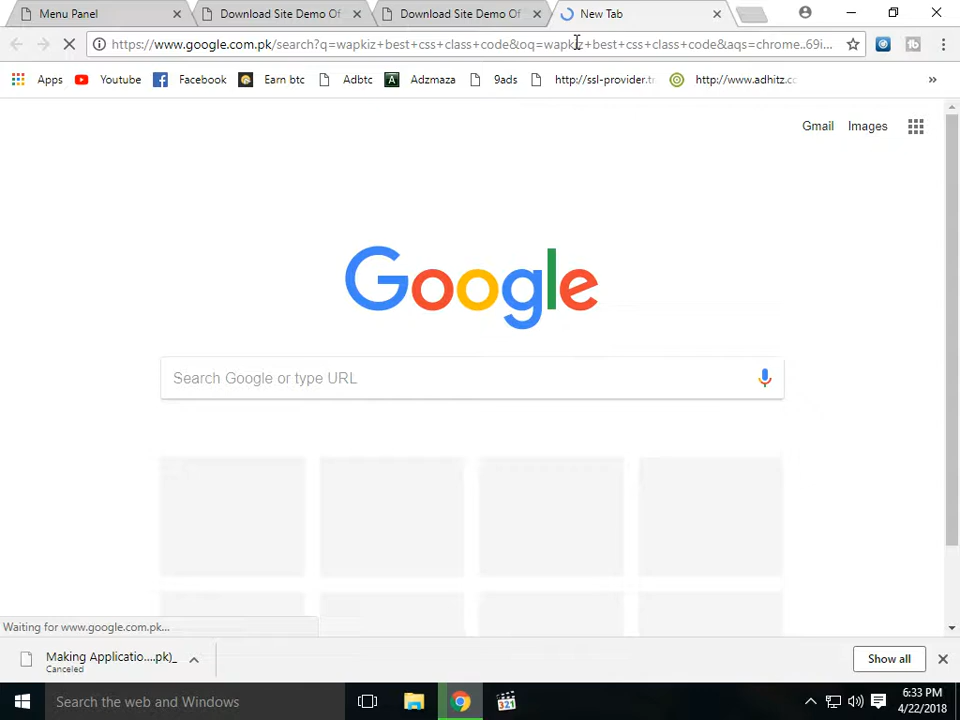 Menu Panel
Download Site Demo Of
Download Site Demo Of
New Tab
https://www.google.com.pk/search?q=wapkiz+best+css+class+code&oq=wapkiz+best+css+class+code&aqs=chrome..69i...
Apps
Youtube
Facebook
Earn btc
Adbtc
Adzmaza
9ads
http://ssl-provider.tr
http://www.adhitz.co
»
Gmail
Images
Google
Search Google or type URL
Waiting for www.google.com.pk...
Making Applicatio....pk)_
Canceled
Show all
Search the web and Windows
321
6:33 PM
4/22/2018